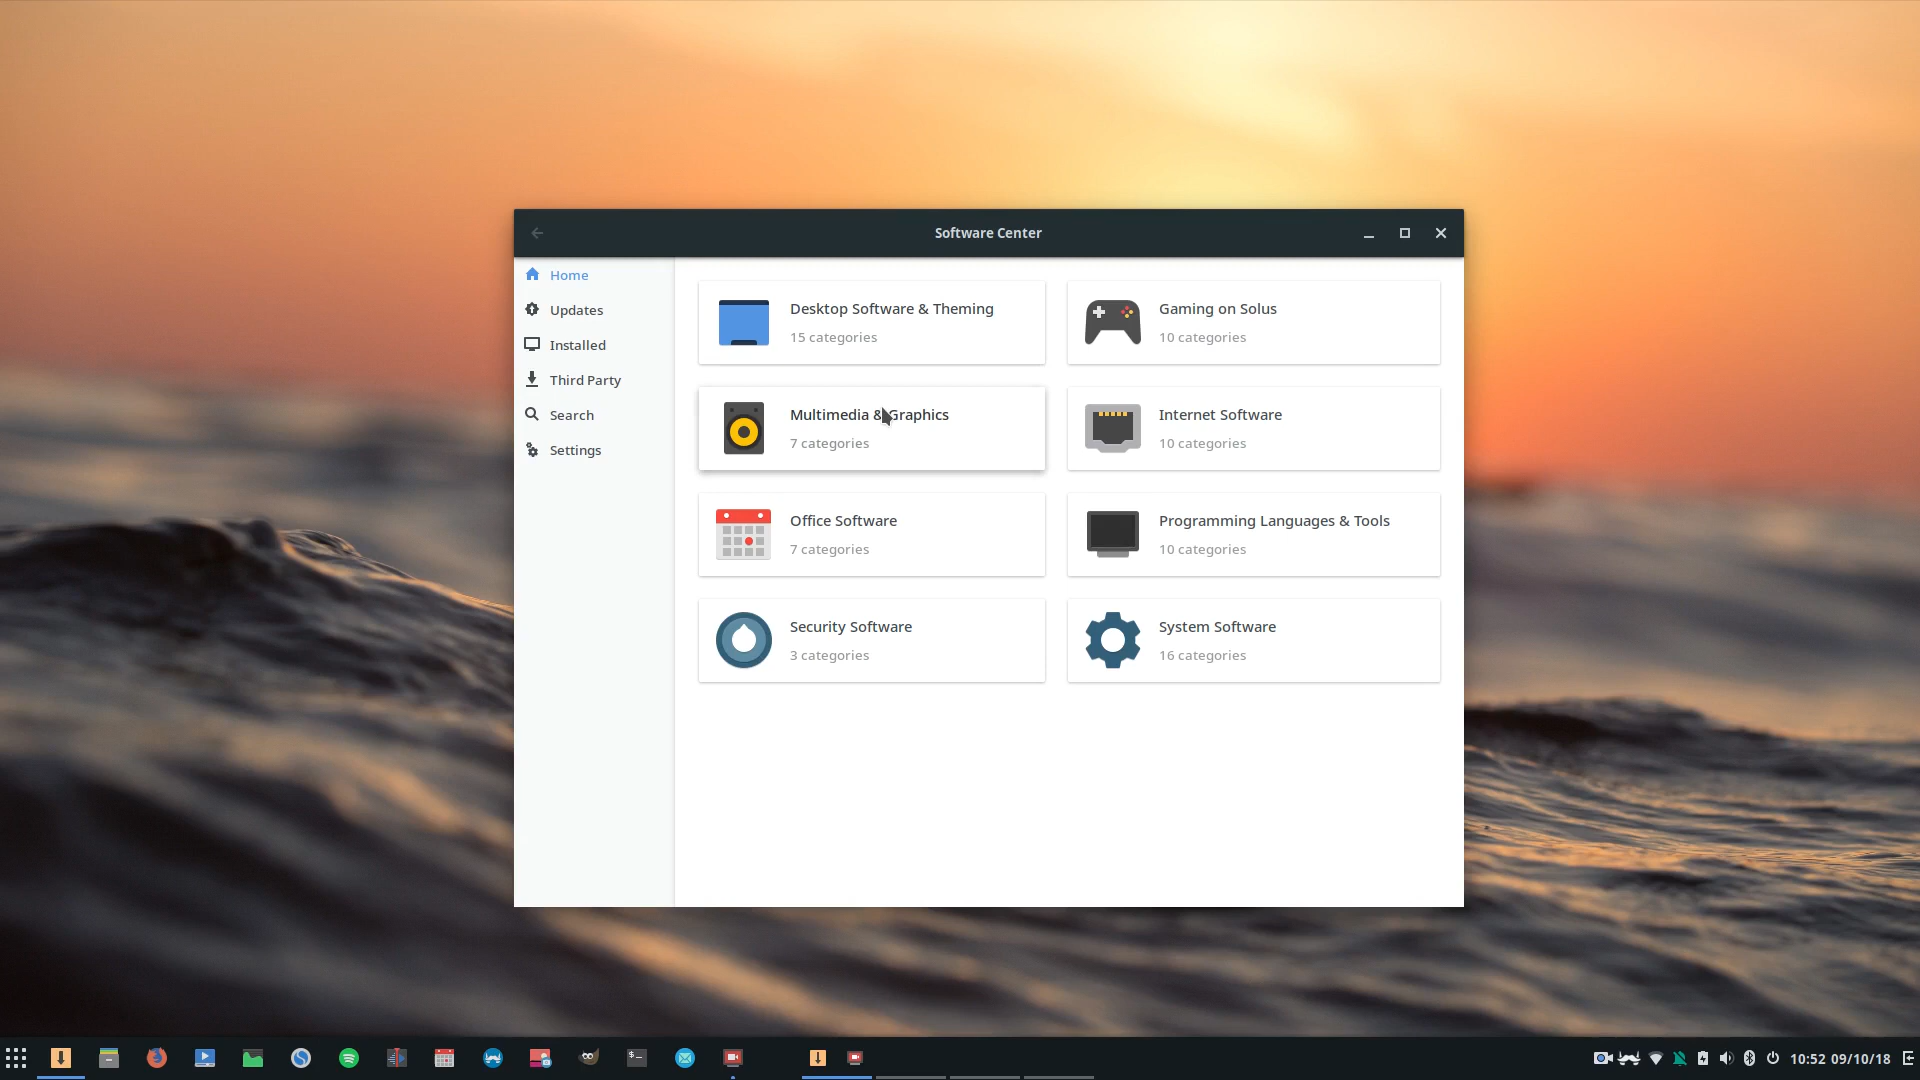 Software Center
Home
Updates
Installed
Third Party
Search
Settings
Desktop Software & Theming
15 categories
Gaming on Solus
10 categories
Multimedia & Graphics
7 categories
Internet Software
10 categories
Office Software
7 categories
Programming Languages & Tools
10 categories
Security Software
3 categories
System Software
16 categories
10:52 09/10/18